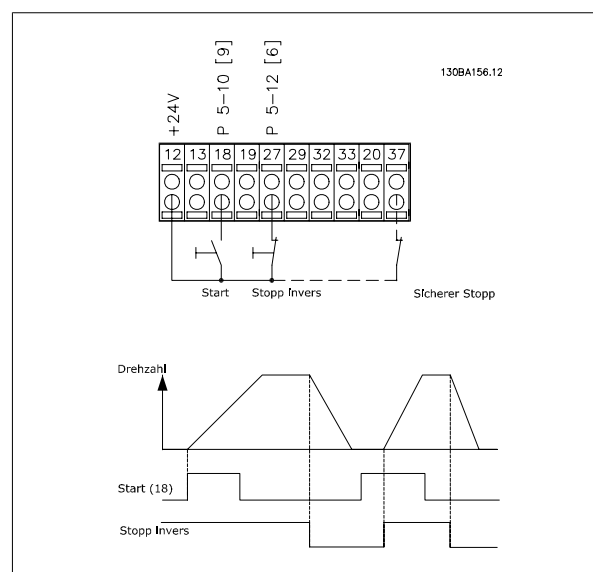 130BA156.12
+24V
P 5-10 [9]
P 5-12 [6]
12 13 18 19 27 29 32 33 20 37
Start Stopp Invers Sicherer Stopp
Drehzahl
Start (18)
Stopp Invers